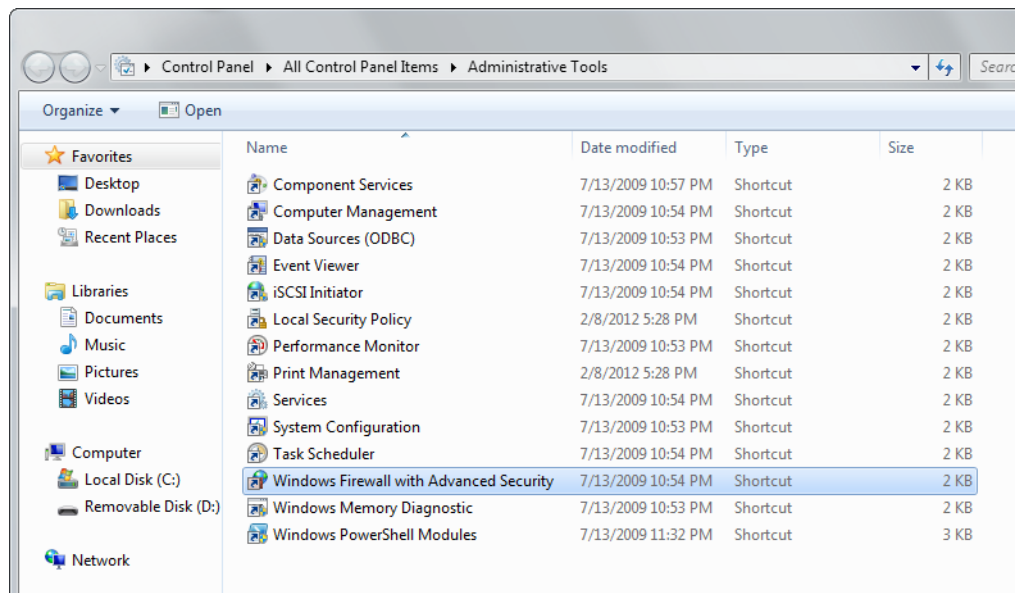 Control Panel ▸ All Control Panel Items ▸ Administrative Tools
Organize Open
Name Date modified Type Size
Favorites
Desktop
Downloads
Recent Places
Libraries
Documents
Music
Pictures
Videos
Computer
Local Disk (C:)
Removable Disk (D:)
Network
Component Services 7/13/2009 10:57 PM Shortcut 2 KB
Computer Management 7/13/2009 10:54 PM Shortcut 2 KB
Data Sources (ODBC) 7/13/2009 10:53 PM Shortcut 2 KB
Event Viewer 7/13/2009 10:54 PM Shortcut 2 KB
iSCSI Initiator 7/13/2009 10:54 PM Shortcut 2 KB
Local Security Policy 2/8/2012 5:28 PM Shortcut 2 KB
Performance Monitor 7/13/2009 10:53 PM Shortcut 2 KB
Print Management 2/8/2012 5:28 PM Shortcut 2 KB
Services 7/13/2009 10:54 PM Shortcut 2 KB
System Configuration 7/13/2009 10:53 PM Shortcut 2 KB
Task Scheduler 7/13/2009 10:54 PM Shortcut 2 KB
Windows Firewall with Advanced Security 7/13/2009 10:54 PM Shortcut 2 KB
Windows Memory Diagnostic 7/13/2009 10:53 PM Shortcut 2 KB
Windows PowerShell Modules 7/13/2009 11:32 PM Shortcut 3 KB